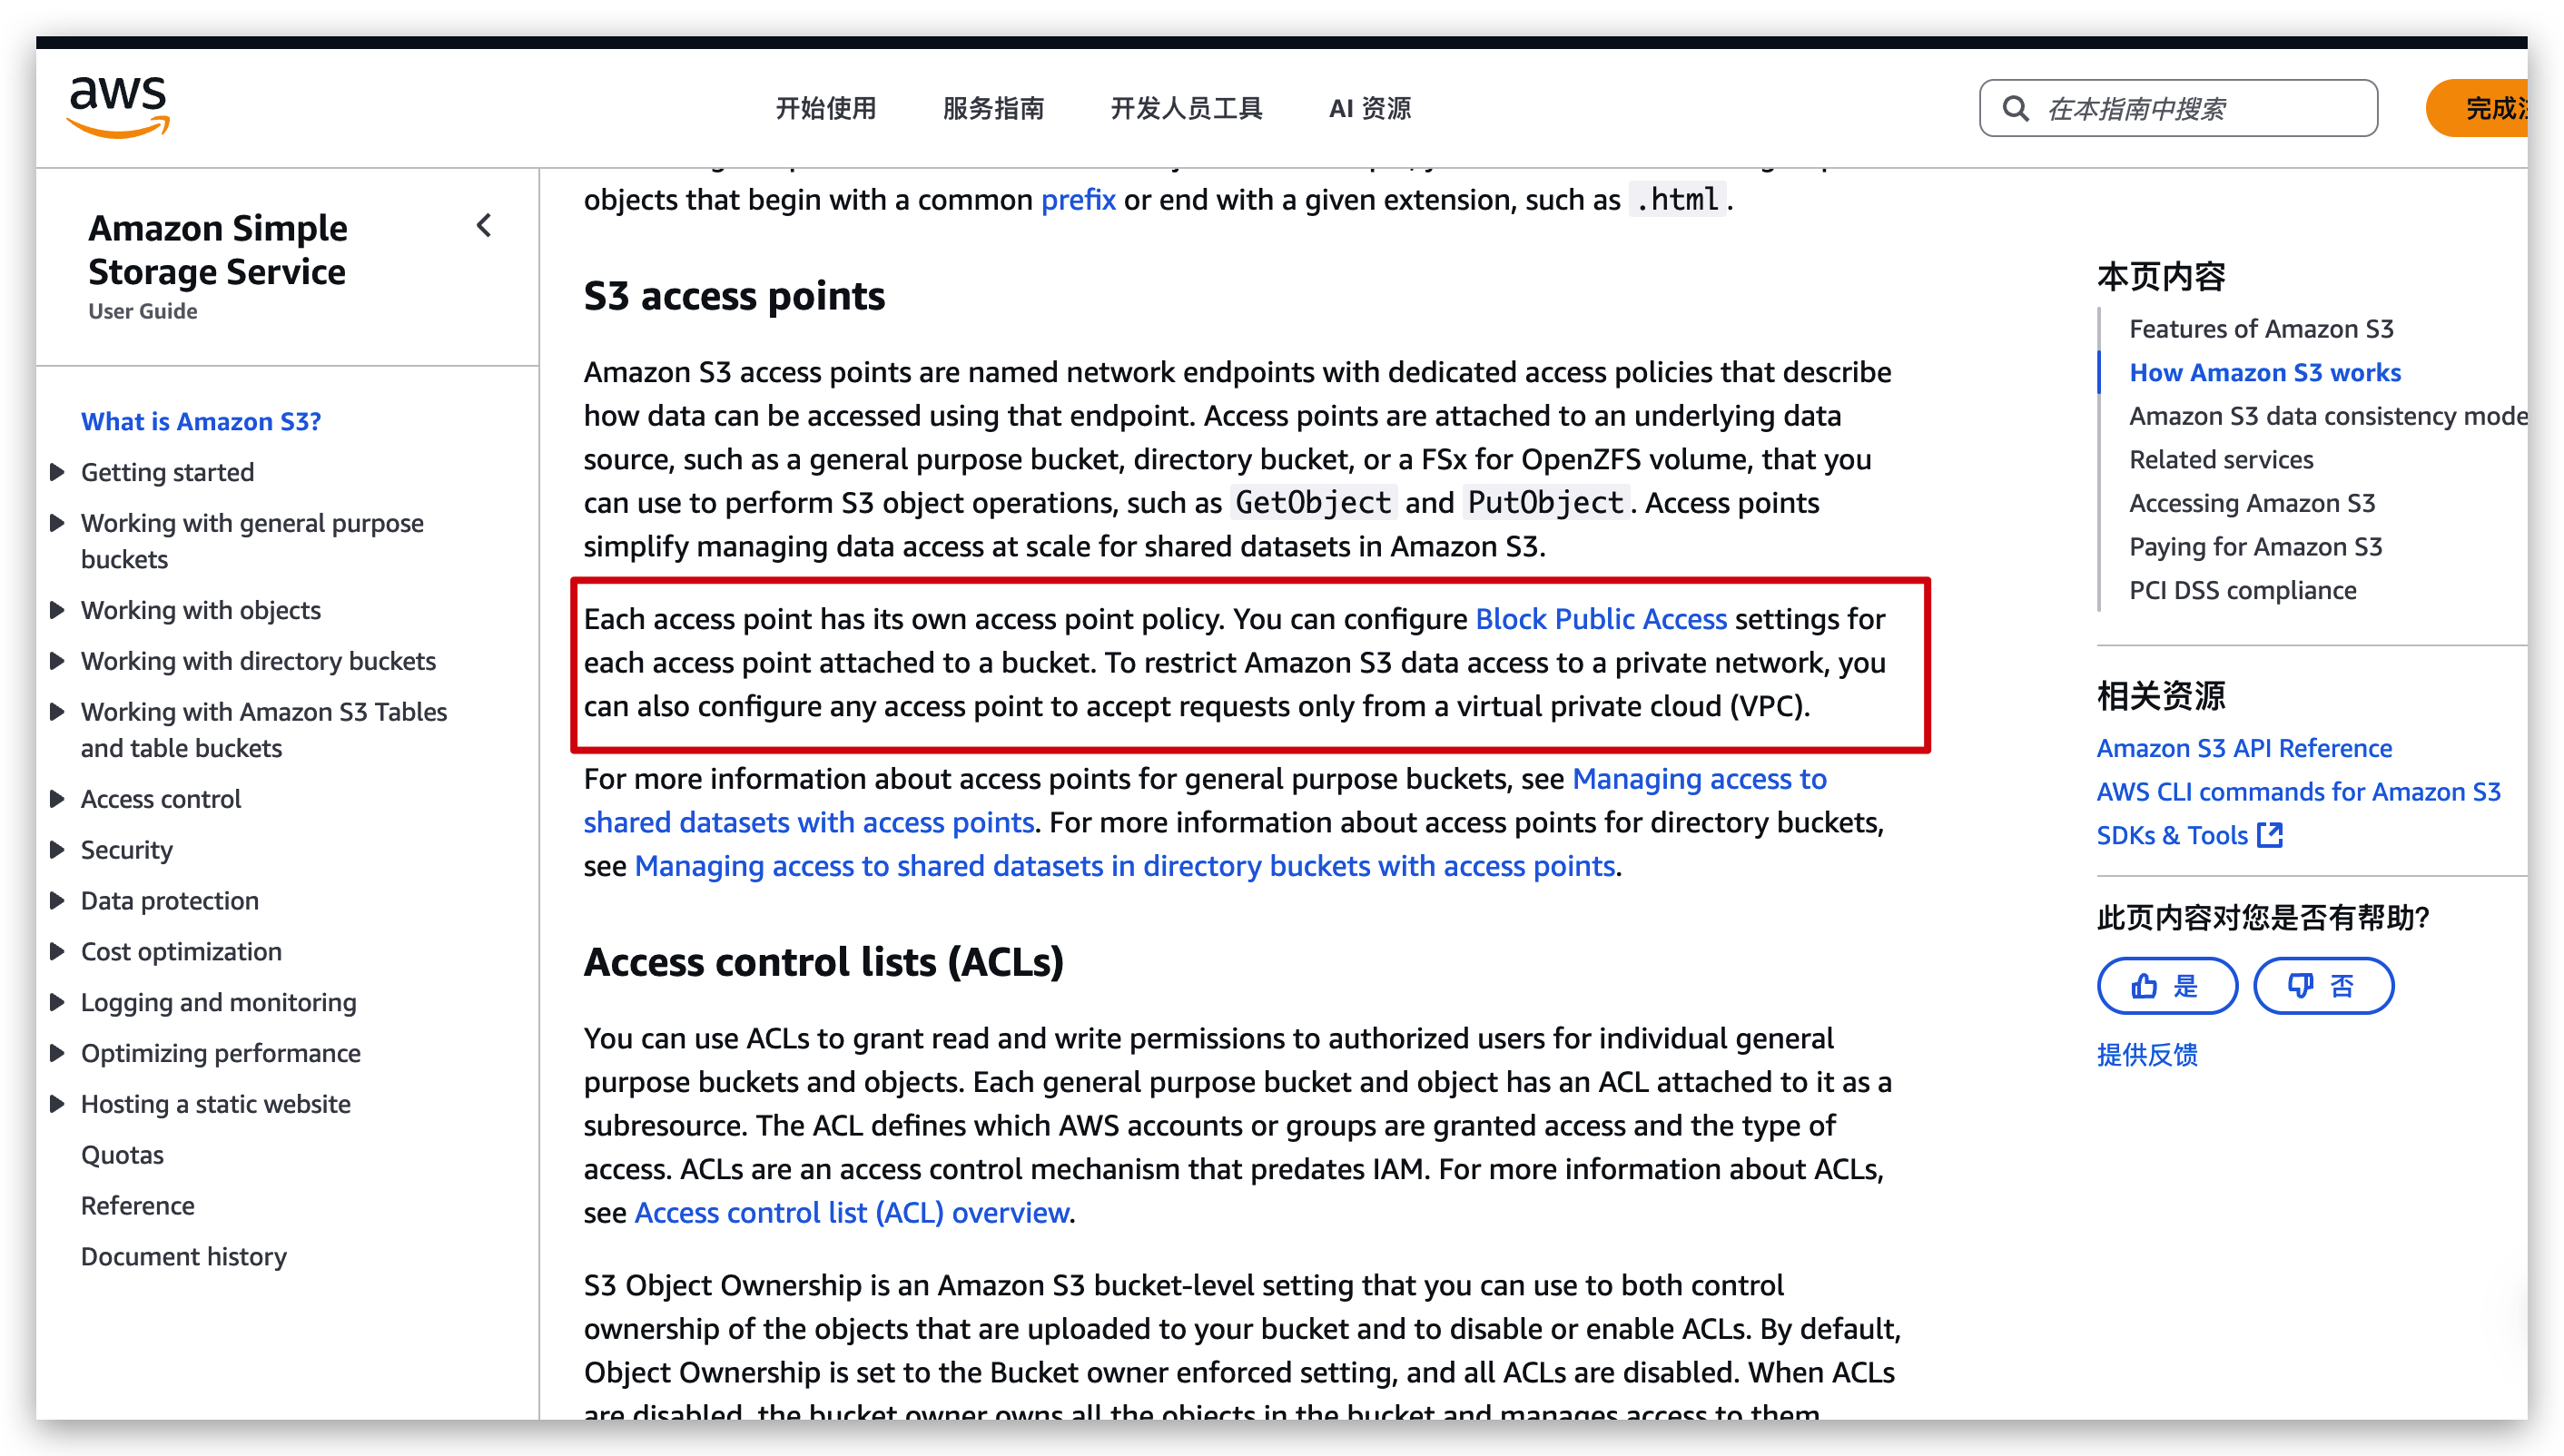 aws
开始使用
服务指南
开发人员工具
AI 资源
在本指南中搜索
完成
Amazon Simple
Storage Service
User Guide
What is Amazon S3?
Getting started
Working with general purpose
buckets
Working with objects
Working with directory buckets
Working with Amazon S3 Tables
and table buckets
Access control
Security
Data protection
Cost optimization
Logging and monitoring
Optimizing performance
Hosting a static website
Quotas
Reference
Document history
objects that begin with a common prefix or end with a given extension, such as .html.
S3 access points
Amazon S3 access points are named network endpoints with dedicated access policies that describe
how data can be accessed using that endpoint. Access points are attached to an underlying data
source, such as a general purpose bucket, directory bucket, or a FSx for OpenZFS volume, that you
can use to perform S3 object operations, such as GetObject and PutObject. Access points
simplify managing data access at scale for shared datasets in Amazon S3.
Each access point has its own access point policy. You can configure Block Public Access settings for
each access point attached to a bucket. To restrict Amazon S3 data access to a private network, you
can also configure any access point to accept requests only from a virtual private cloud (VPC).
For more information about access points for general purpose buckets, see Managing access to
shared datasets with access points. For more information about access points for directory buckets,
see Managing access to shared datasets in directory buckets with access points.
Access control lists (ACLs)
You can use ACLs to grant read and write permissions to authorized users for individual general
purpose buckets and objects. Each general purpose bucket and object has an ACL attached to it as a
subresource. The ACL defines which AWS accounts or groups are granted access and the type of
access. ACLs are an access control mechanism that predates IAM. For more information about ACLs,
see Access control list (ACL) overview.
S3 Object Ownership is an Amazon S3 bucket-level setting that you can use to both control
ownership of the objects that are uploaded to your bucket and to disable or enable ACLs. By default,
Object Ownership is set to the Bucket owner enforced setting, and all ACLs are disabled. When ACLs
are disabled, the bucket owner owns all the objects in the bucket and manages access to them
本页内容
Features of Amazon S3
How Amazon S3 works
Amazon S3 data consistency mode
Related services
Accessing Amazon S3
Paying for Amazon S3
PCI DSS compliance
相关资源
Amazon S3 API Reference
AWS CLI commands for Amazon S3
SDKs & Tools
此页内容对您是否有帮助?
是
否
提供反馈